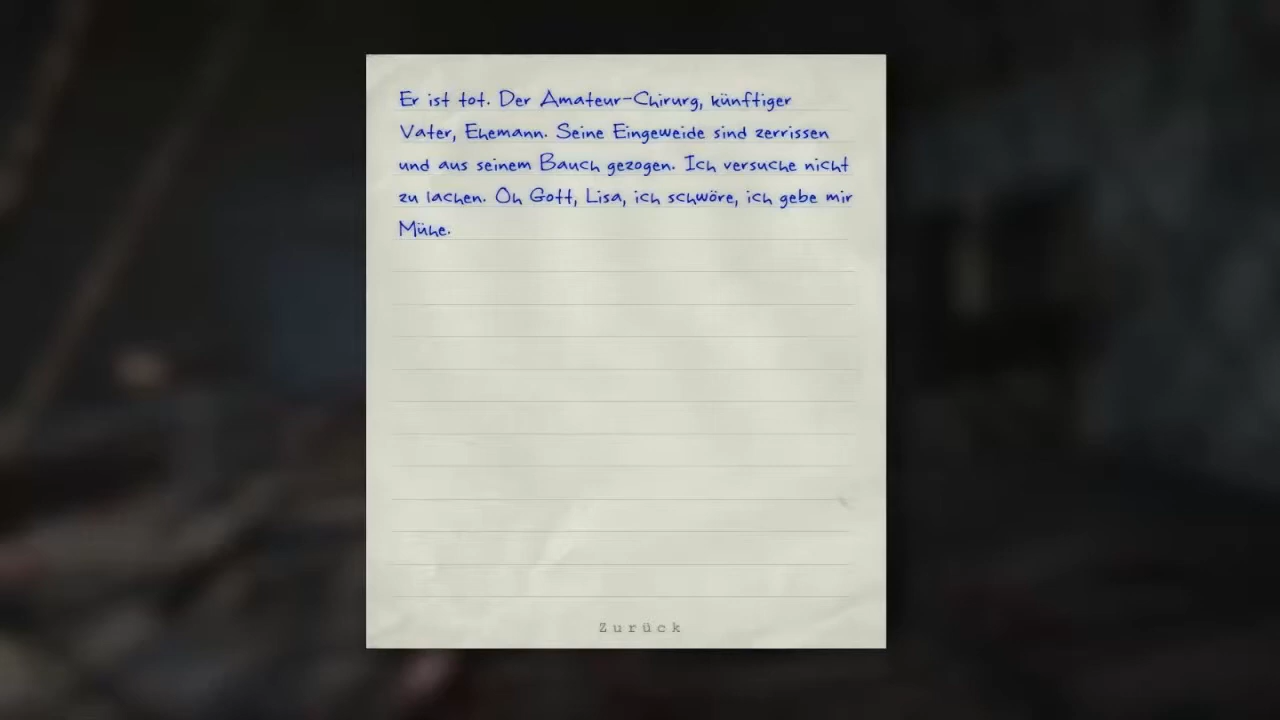 Er ist tot. Der Amateur-Chirurg, künftiger
Vater, Ehemann. Seine Eingeweide sind zerrissen
und aus seinem Bauch gezogen. Ich versuche nicht
zu lachen. Oh Gott, Lisa, ich schwöre, ich gebe mir
Mühe.
Zurück